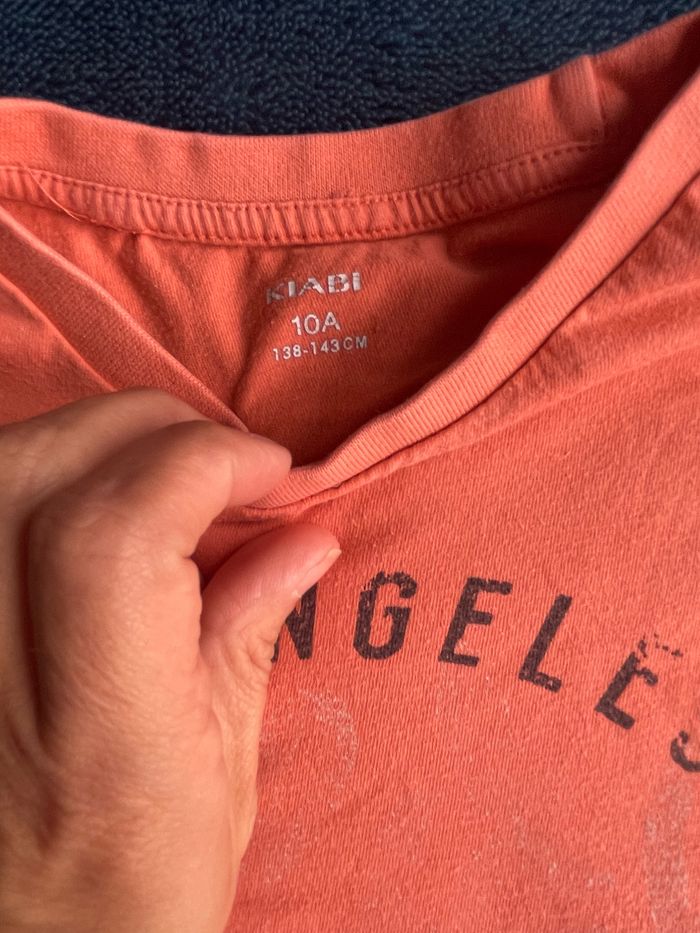 KIABI
10A
138-143CM
NGELES